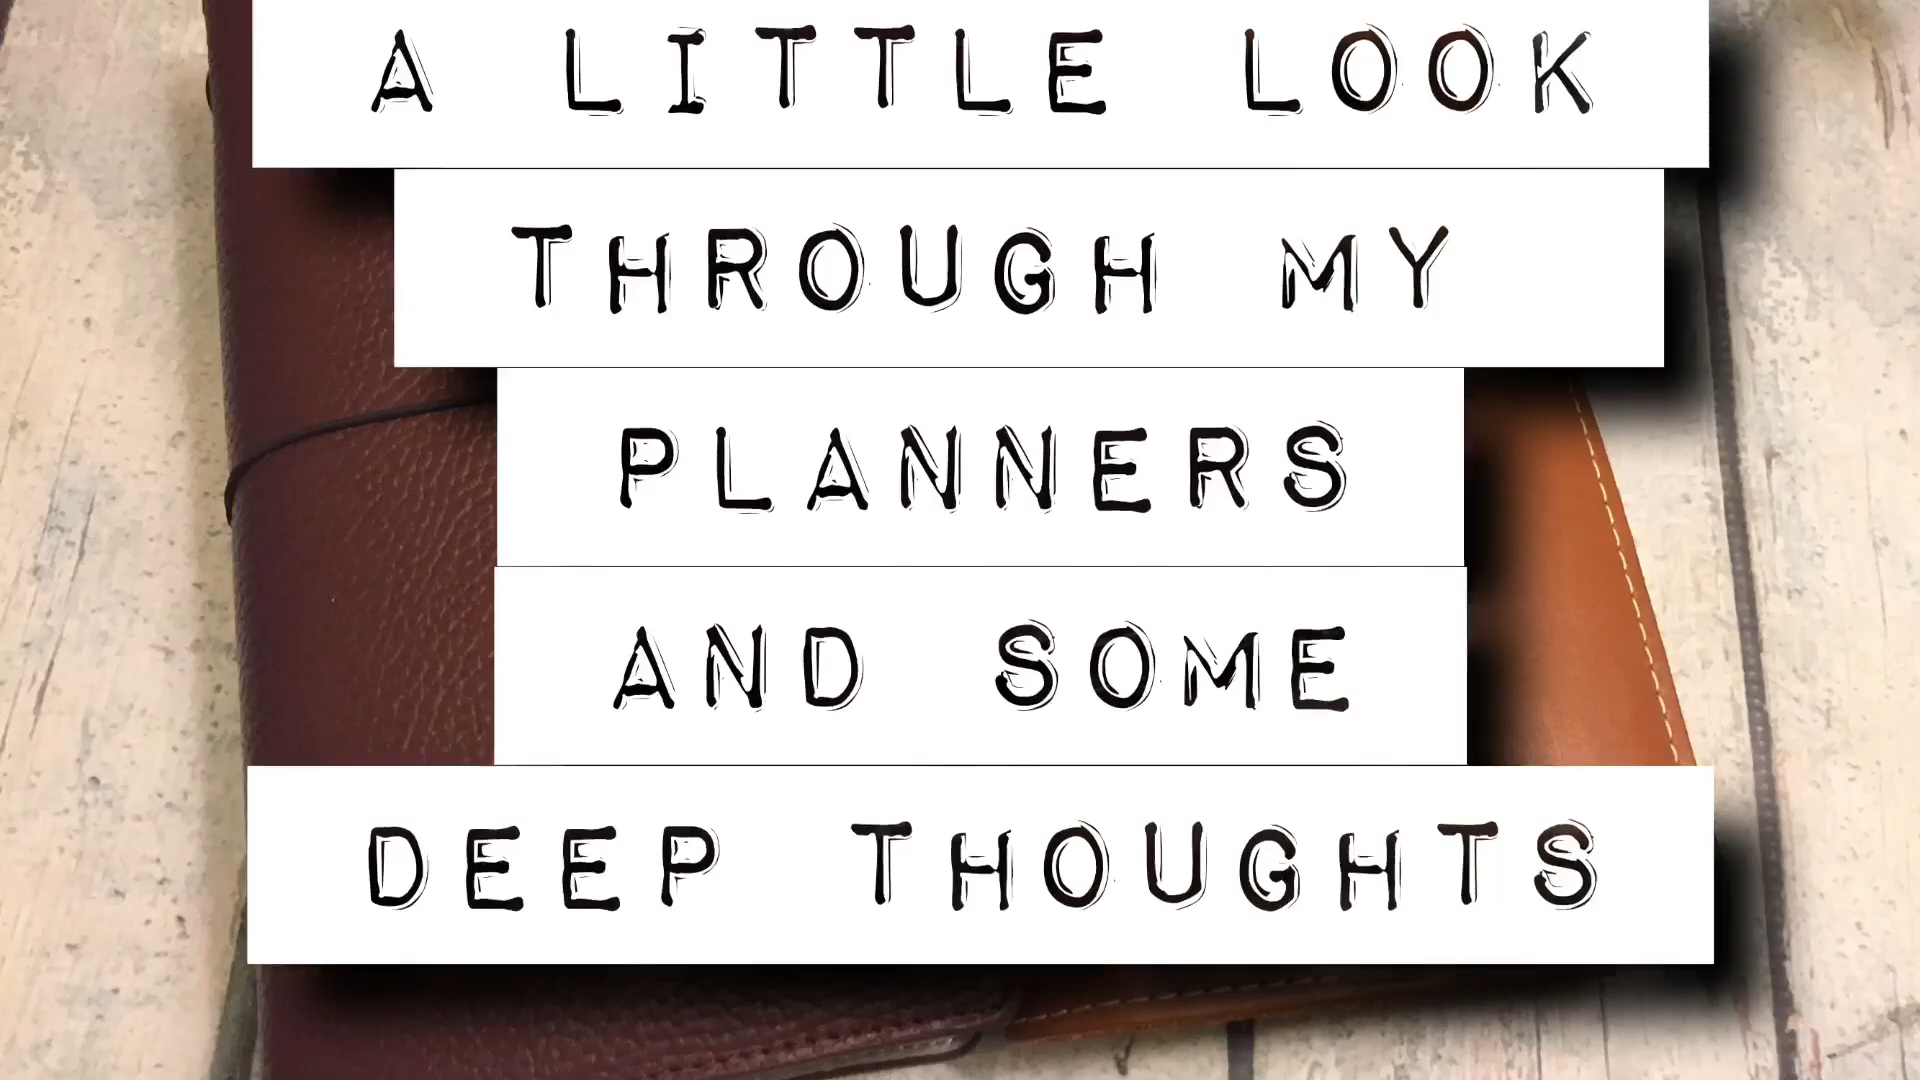 A LITTLE LOOK
THROUGH MY
PLANNERS
AND SOME
DEEP THOUGHTS